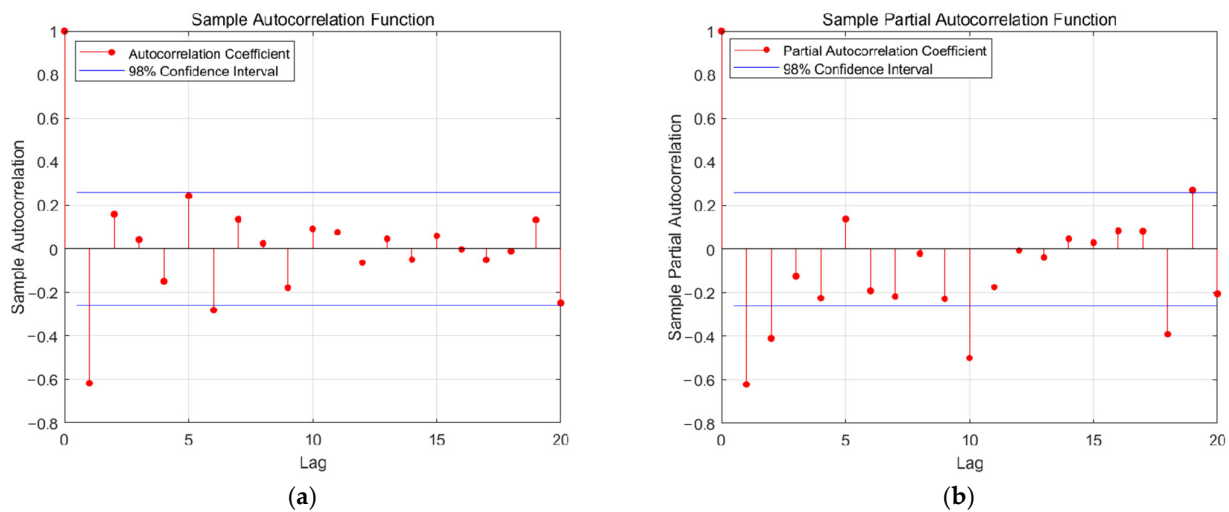 Sample Autocorrelation Function
Autocorrelation Coefficient
98% Confidence Interval
1
0.8
0.6
0.4
0.2
0
−0.2
−0.4
−0.6
−0.8
Sample Autocorrelation
0 5 10 15 20
Lag
(a)
Sample Partial Autocorrelation Function
Partial Autocorrelation Coefficient
98% Confidence Interval
1
0.8
0.6
0.4
0.2
0
−0.2
−0.4
−0.6
−0.8
Sample Partial Autocorrelation
0 5 10 15 20
Lag
(b)